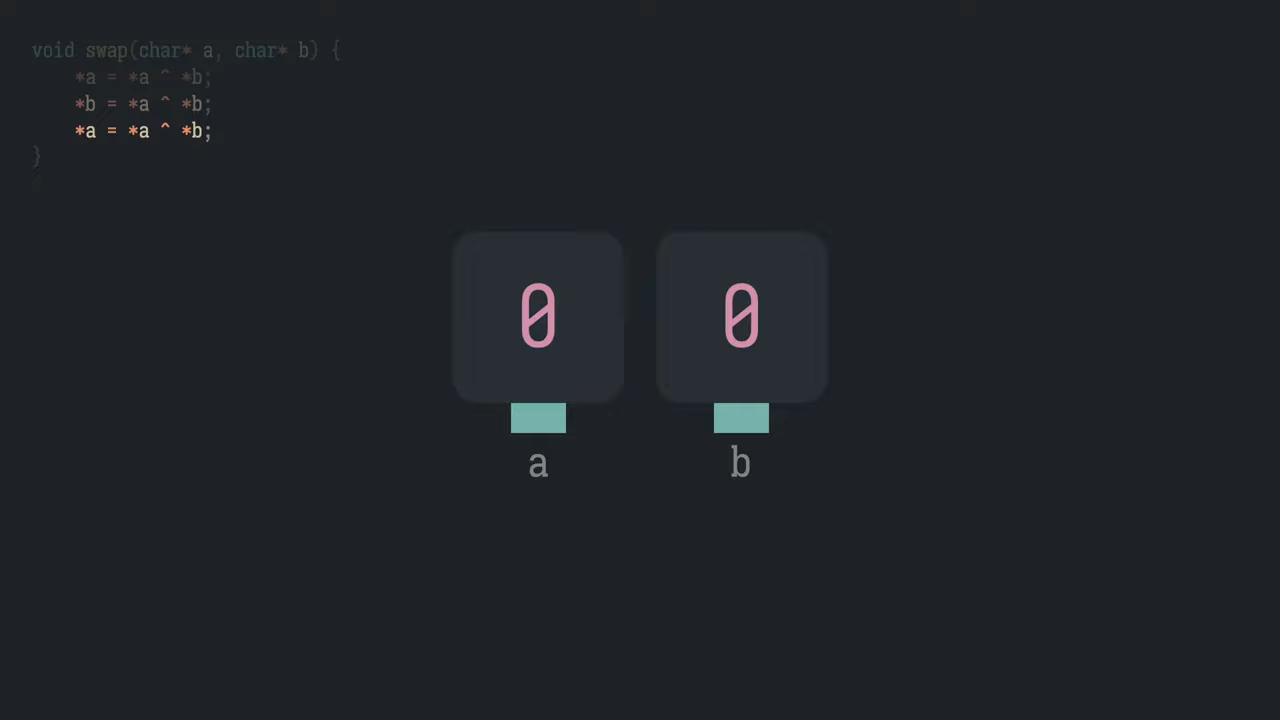 void swap(char* a, char* b) {
    *a = *a ^ *b;
    *b = *a ^ *b;
    *a = *a ^ *b;
}
0 0
a b